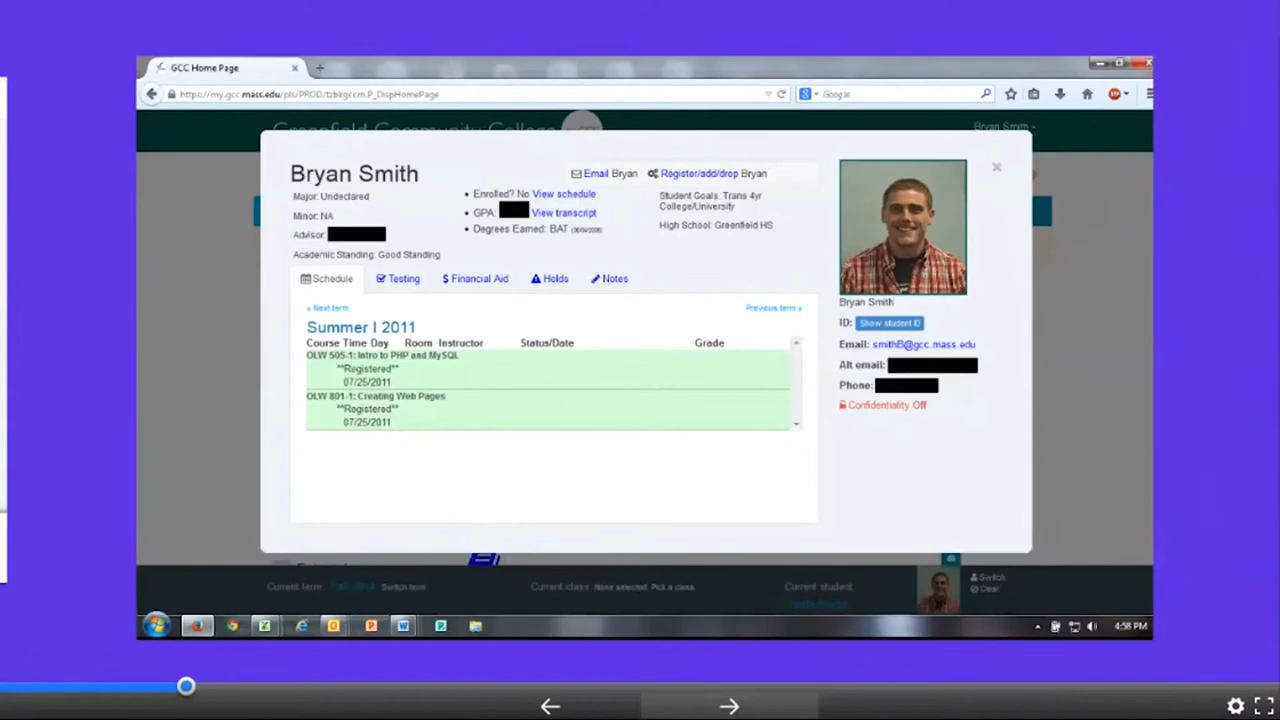 GCC Home Page
https://my.gcc.mass.edu/pls/PROD/tzbkgccm.P_DispHomePage
Google
Greenfield Community College
Bryan Smith
Bryan Smith
Email Bryan
Register/add/drop Bryan
Major: Undeclared
Minor: NA
Advisor:
Academic Standing: Good Standing
• Enrolled? No View schedule
• GPA: View transcript
• Degrees Earned: BAT
Student Goals: Trans 4yr
College/University
High School: Greenfield HS
Schedule Testing $ Financial Aid Holds Notes
« Next term
Previous term »
Summer I 2011
Course Time Day Room Instructor Status/Date Grade
OLW 505-1: Intro to PHP and MySQL
**Registered**
07/25/2011
OLW 801-1: Creating Web Pages
**Registered**
07/25/2011
Bryan Smith
ID: Show student ID
Email: smithB@gcc.mass.edu
Alt email:
Phone:
Confidentiality Off
Current term:
Switch term
Current class: None selected. Pick a class.
Current student:
Switch
Clear
4:58 PM